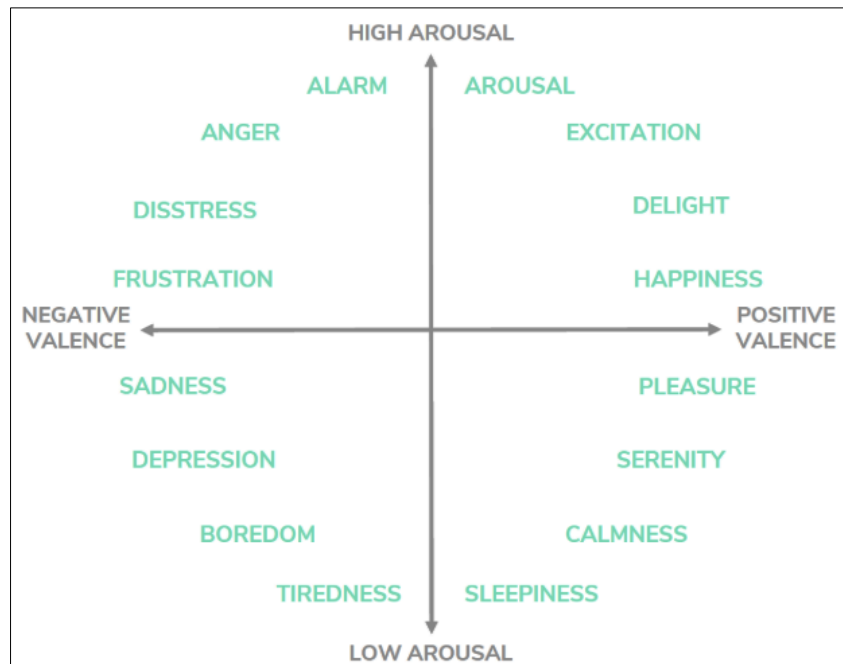 HIGH AROUSAL
ALARM AROUSAL
ANGER EXCITATION
DISSTRESS DELIGHT
FRUSTRATION HAPPINESS
NEGATIVE POSITIVE
VALENCE VALENCE
SADNESS PLEASURE
DEPRESSION SERENITY
BOREDOM CALMNESS
TIREDNESS SLEEPINESS
LOW AROUSAL